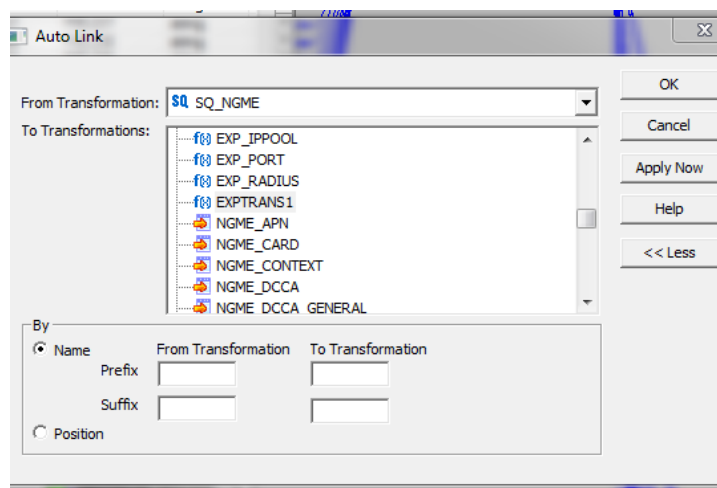 Auto Link
From Transformation: SQ SQ_NGME
To Transformations:
f(x) EXP_IPPOOL
f(x) EXP_PORT
f(x) EXP_RADIUS
f(x) EXPTRANS1
NGME_APN
NGME_CARD
NGME_CONTEXT
NGME_DCCA
NGME_DCCA_GENERAL
OK
Cancel
Apply Now
Help
<< Less
By
Name From Transformation To Transformation
Prefix
Suffix
Position